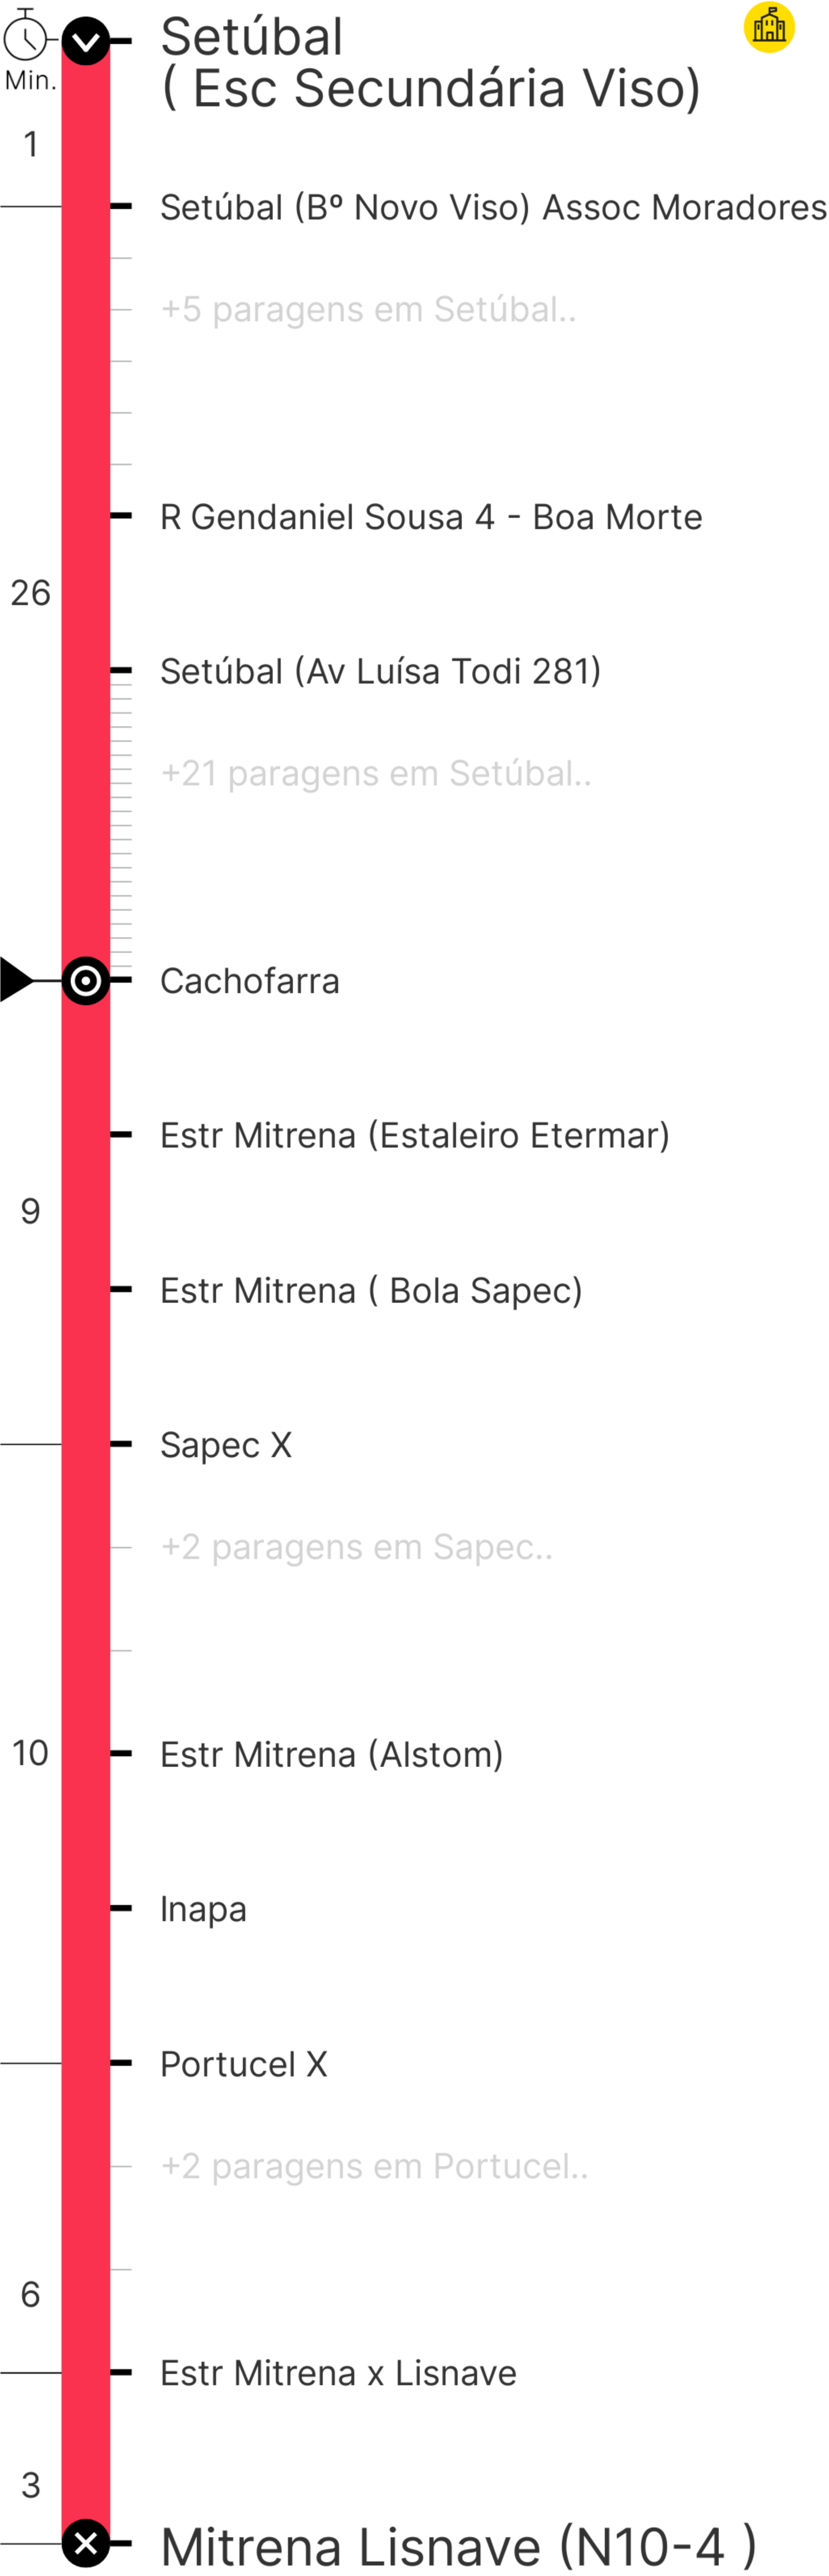 Setúbal
( Esc Secundária Viso)
Min.
1
Setúbal (Bº Novo Viso) Assoc Moradores
+5 paragens em Setúbal..
R Gendaniel Sousa 4 - Boa Morte
26
Setúbal (Av Luísa Todi 281)
+21 paragens em Setúbal..
Cachofarra
Estr Mitrena (Estaleiro Etermar)
9
Estr Mitrena ( Bola Sapec)
Sapec X
+2 paragens em Sapec..
10
Estr Mitrena (Alstom)
Inapa
Portucel X
+2 paragens em Portucel..
6
Estr Mitrena x Lisnave
3
Mitrena Lisnave (N10-4 )